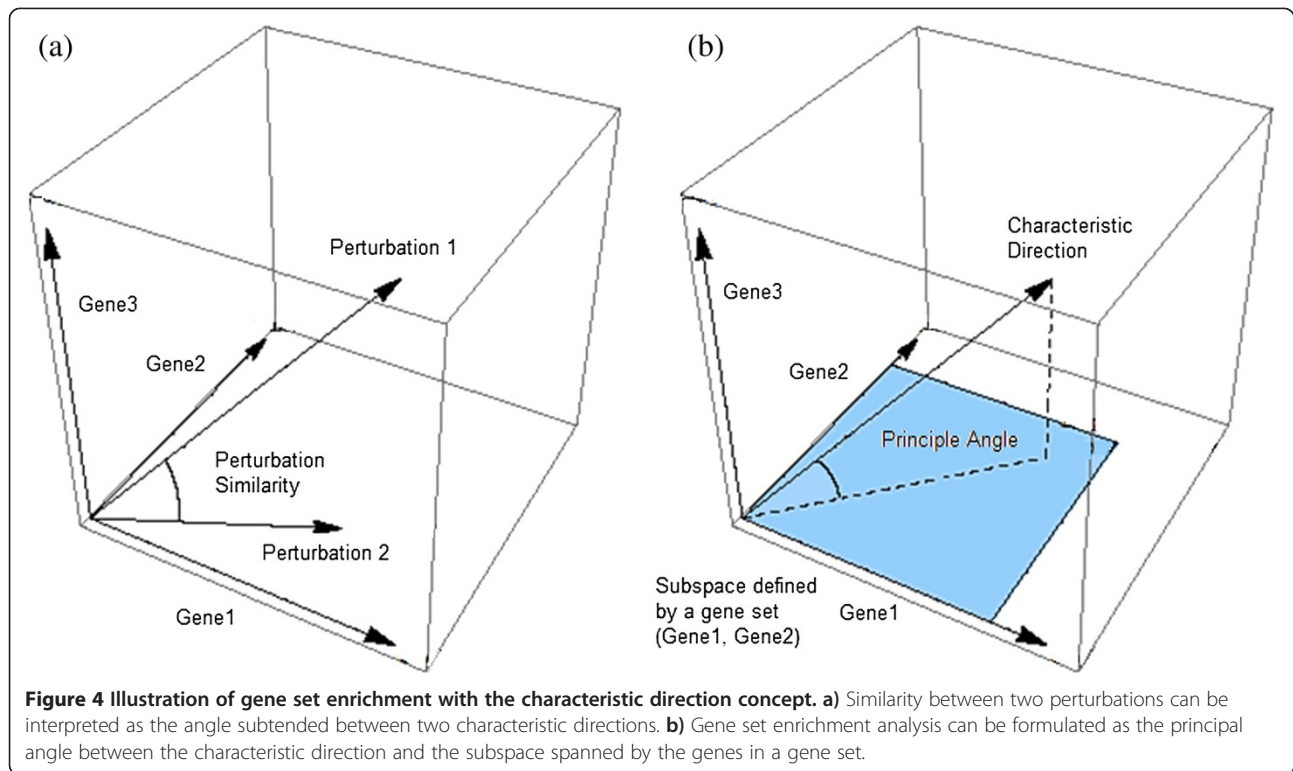 (a)
Perturbation 1
Gene3
Gene2
Perturbation
Similarity
Perturbation 2
Gene1
(b)
Characteristic
Direction
Gene3
Gene2
Principle Angle
Subspace defined
by a gene set
(Gene1, Gene2)
Gene1
Figure 4 Illustration of gene set enrichment with the characteristic direction concept. a) Similarity between two perturbations can be
interpreted as the angle subtended between two characteristic directions. b) Gene set enrichment analysis can be formulated as the principal
angle between the characteristic direction and the subspace spanned by the genes in a gene set.